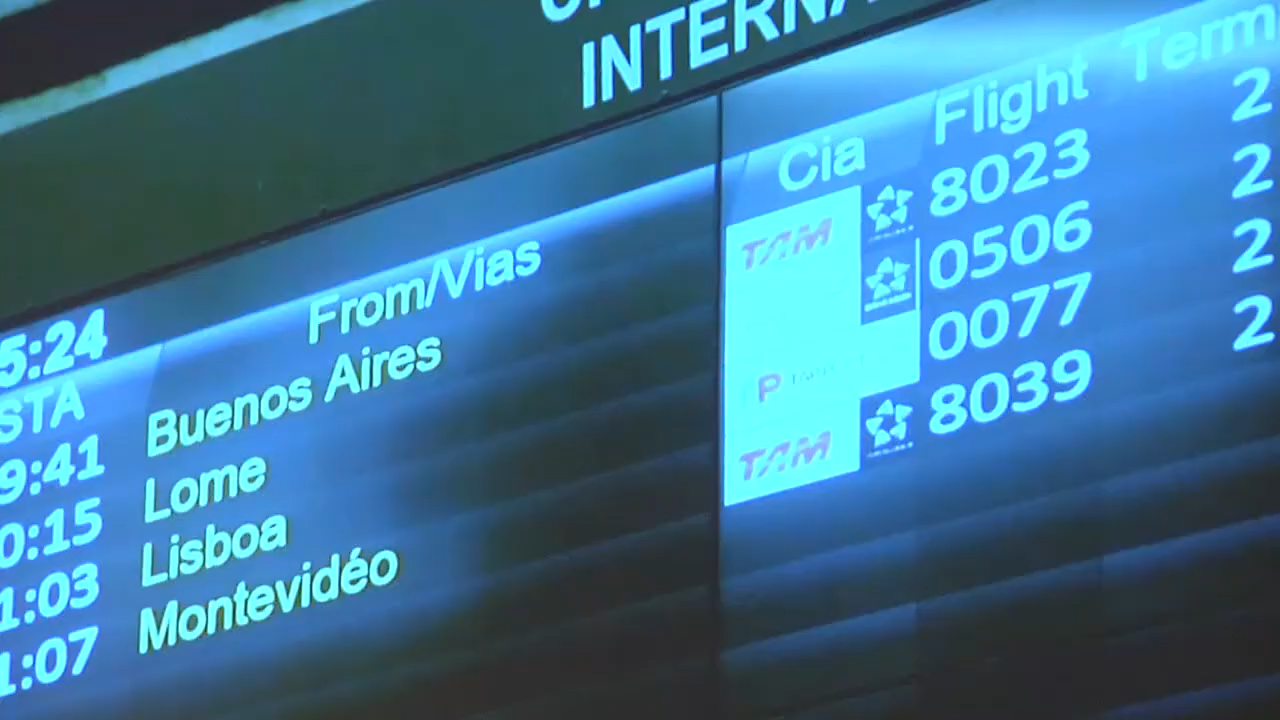 INTERNA
5:24
STA From/Vias Cia Flight Term
9:41 Buenos Aires TAM 8023 2
0:15 Lome 0506 2
1:03 Lisboa P 0077 2
1:07 Montevidéo TAM 8039 2